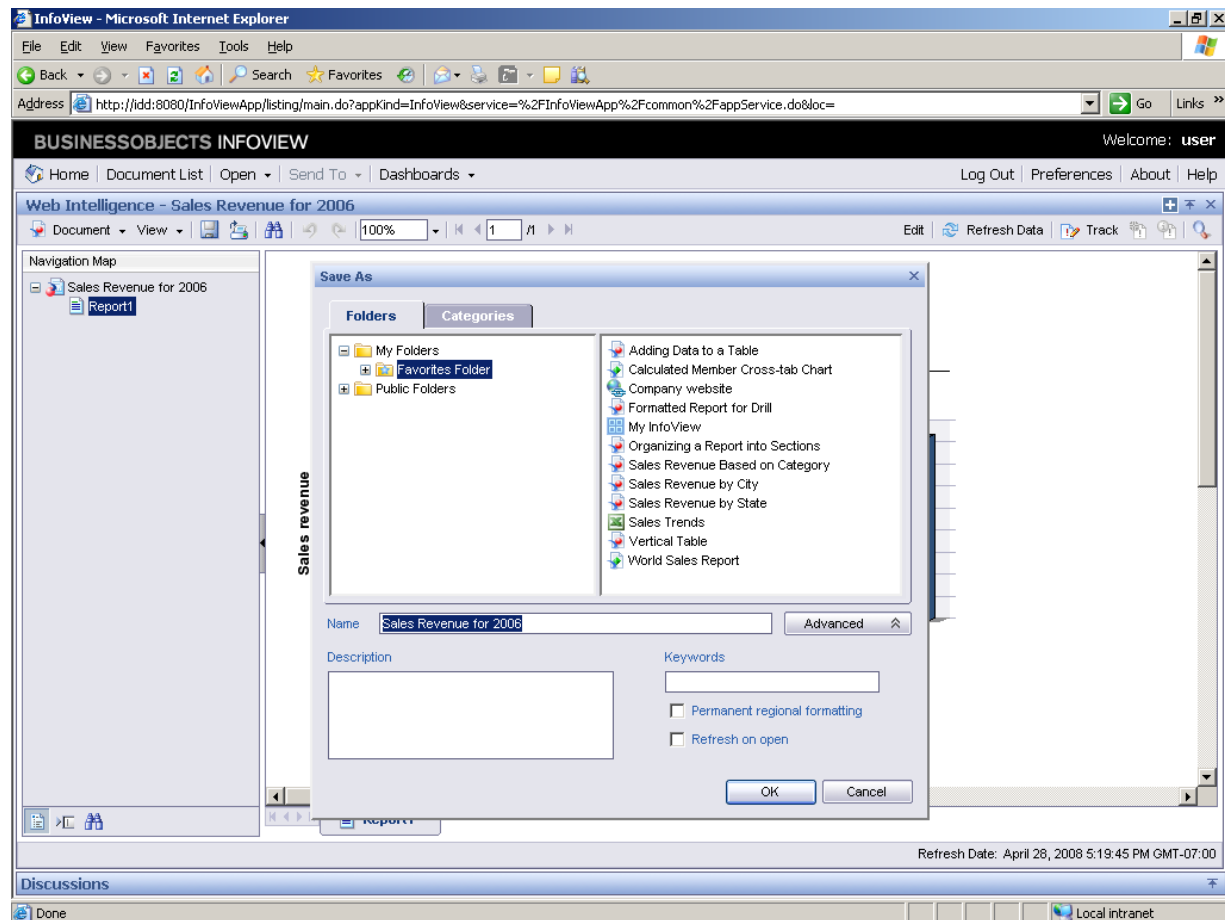 InfoView - Microsoft Internet Explorer
File Edit View Favorites Tools Help
Back Search Favorites
Address http://idd:8080/InfoViewApp/listing/main.do?appKind=InfoView&service=%2FInfoViewApp%2Fcommon%2FappService.do&loc= Go Links »
BUSINESSOBJECTS INFOVIEW Welcome: user
Home Document List Open Send To Dashboards Log Out Preferences About Help
Web Intelligence - Sales Revenue for 2006
Document View 100% 1 /1 Edit Refresh Data Track
Navigation Map
Sales Revenue for 2006
Report1
Save As
Folders Categories
My Folders
Favorites Folder
Public Folders
Adding Data to a Table
Calculated Member Cross-tab Chart
Company website
Formatted Report for Drill
My InfoView
Organizing a Report into Sections
Sales Revenue Based on Category
Sales Revenue by City
Sales Revenue by State
Sales Trends
Vertical Table
World Sales Report
Sales revenue
Name Sales Revenue for 2006 Advanced
Description Keywords
Permanent regional formatting
Refresh on open
OK Cancel
Report1
Refresh Date: April 28, 2008 5:19:45 PM GMT-07:00
Discussions
Done Local intranet